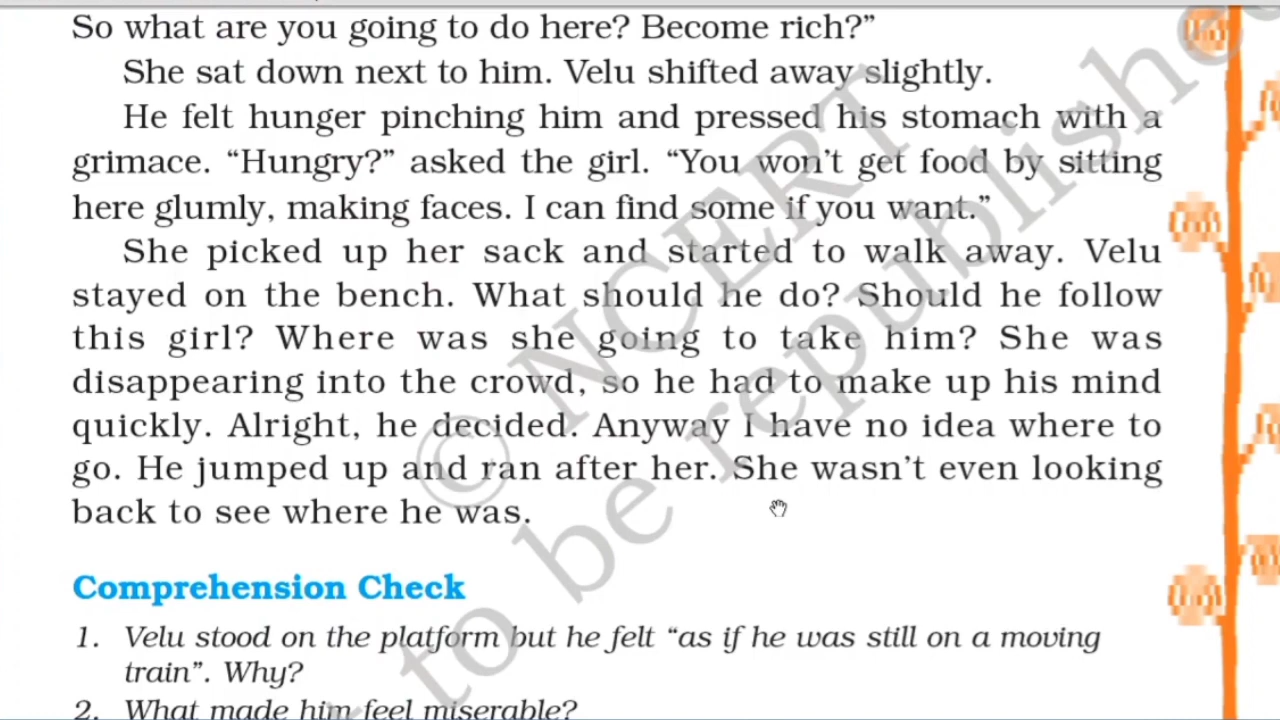 So what are you going to do here? Become rich?”
She sat down next to him. Velu shifted away slightly.
He felt hunger pinching him and pressed his stomach with a
grimace. “Hungry?” asked the girl. “You won’t get food by sitting
here glumly, making faces. I can find some if you want.”
She picked up her sack and started to walk away. Velu
stayed on the bench. What should he do? Should he follow
this girl? Where was she going to take him? She was
disappearing into the crowd, so he had to make up his mind
quickly. Alright, he decided. Anyway I have no idea where to
go. He jumped up and ran after her. She wasn’t even looking
back to see where he was.
Comprehension Check
1. Velu stood on the platform but he felt “as if he was still on a moving
train”. Why?
2. What made him feel miserable?
© NCERT
to be republishe